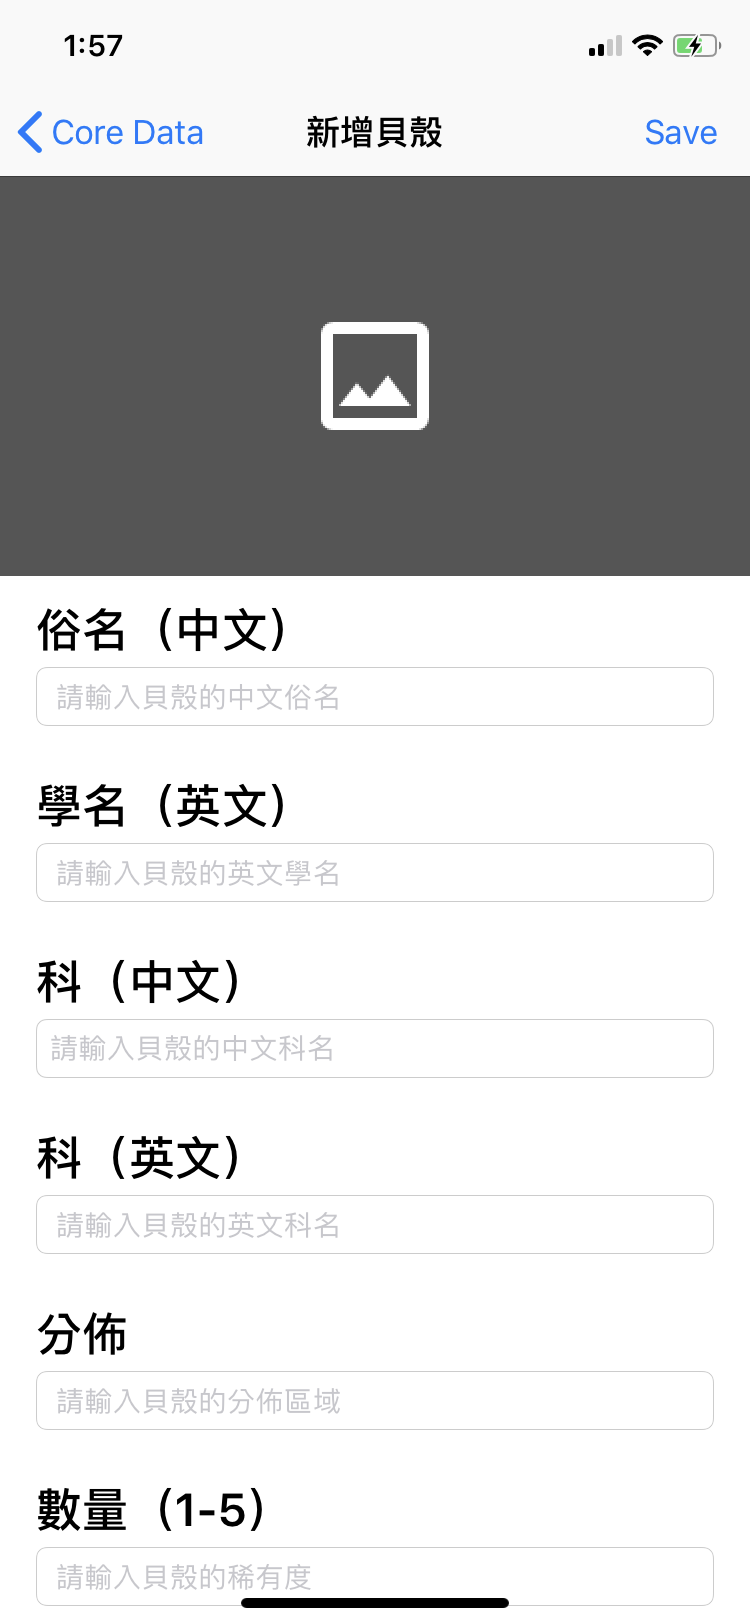 1:57
Core Data
新增貝殼
Save
俗名（中文）
請輸入貝殼的中文俗名
學名（英文）
請輸入貝殼的英文學名
科（中文）
請輸入貝殼的中文科名
科（英文）
請輸入貝殼的英文科名
分佈
請輸入貝殼的分佈區域
數量（1-5）
請輸入貝殼的稀有度